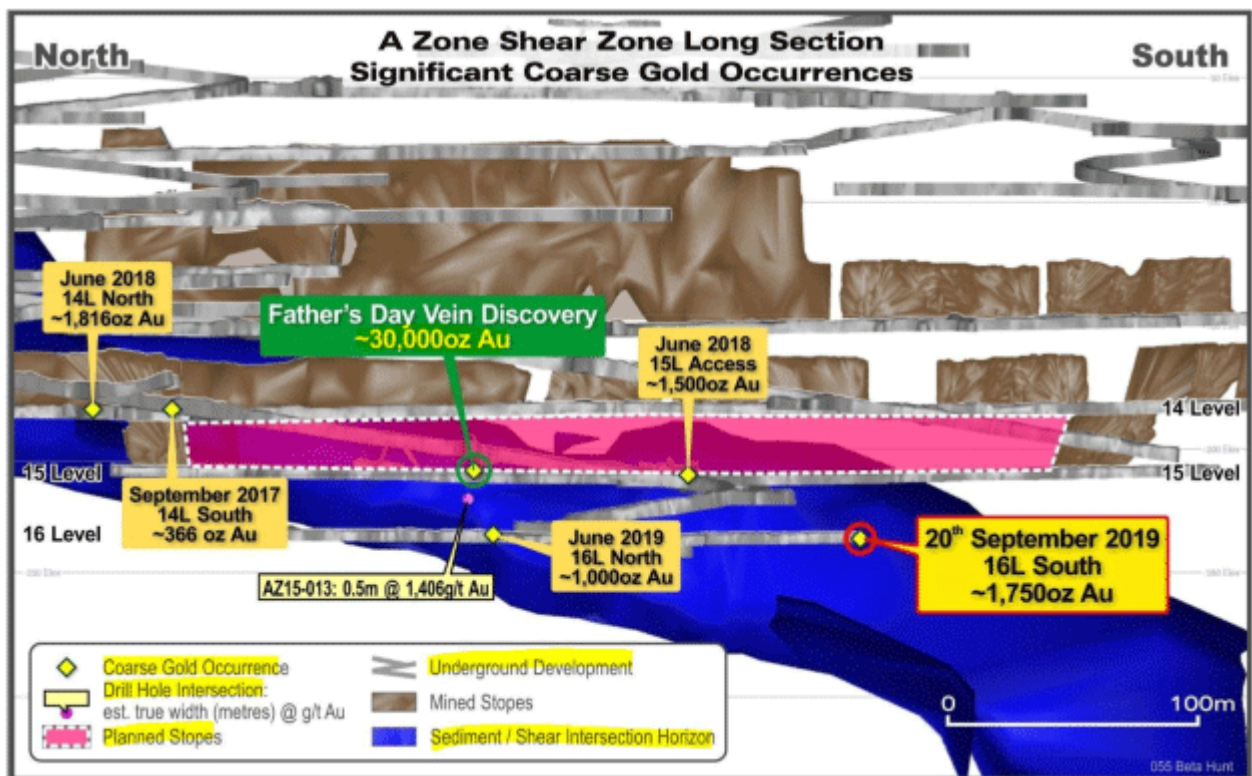 North
A Zone Shear Zone Long Section
Significant Coarse Gold Occurrences
South
June 2018
14L North
~1,816oz Au
Father's Day Vein Discovery
~30,000oz Au
June 2018
15L Access
~1,500oz Au
14 Level
15 Level
15 Level
September 2017
14L South
~366 oz Au
16 Level
June 2019
16L North
~1,000oz Au
20th September 2019
16L South
~1,750oz Au
AZ15-013: 0.5m @ 1,406g/t Au
Coarse Gold Occurrence
Drill Hole Intersection:
est. true width (metres) @ g/t Au
Planned Stopes
Underground Development
Mined Stopes
Sediment / Shear Intersection Horizon
0 100m
055 Beta Hunt